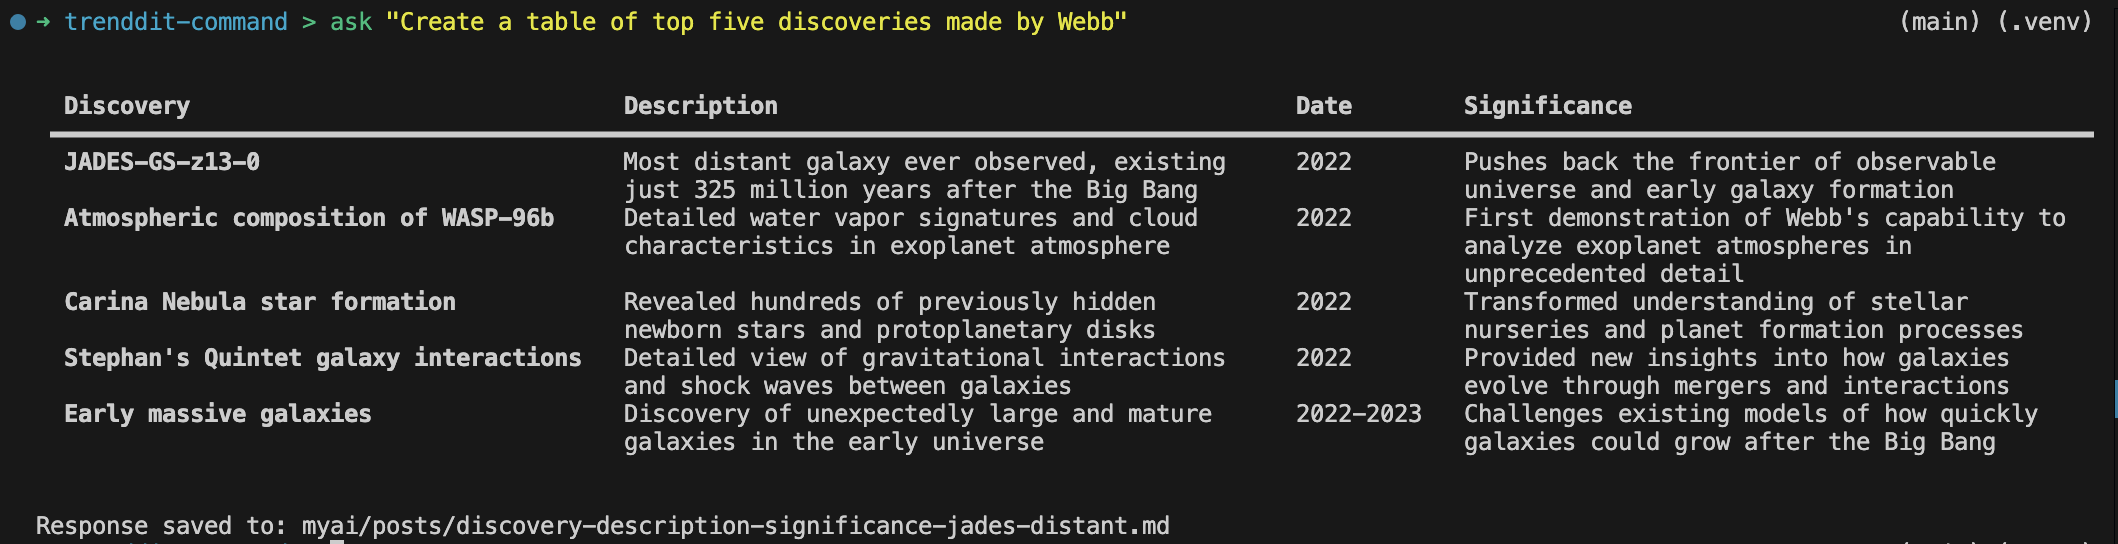 ➜ trenddit-command > ask "Create a table of top five discoveries made by Webb" (main) (.venv)
Discovery Description Date Significance
JADES-GS-z13-0 Most distant galaxy ever observed, existing 2022 Pushes back the frontier of observable
just 325 million years after the Big Bang universe and early galaxy formation
Atmospheric composition of WASP-96b Detailed water vapor signatures and cloud 2022 First demonstration of Webb's capability to
characteristics in exoplanet atmosphere analyze exoplanet atmospheres in
unprecedented detail
Carina Nebula star formation Revealed hundreds of previously hidden 2022 Transformed understanding of stellar
newborn stars and protoplanetary disks nurseries and planet formation processes
Stephan's Quintet galaxy interactions Detailed view of gravitational interactions 2022 Provided new insights into how galaxies
and shock waves between galaxies evolve through mergers and interactions
Early massive galaxies Discovery of unexpectedly large and mature 2022-2023 Challenges existing models of how quickly
galaxies in the early universe galaxies could grow after the Big Bang
Response saved to: myai/posts/discovery-description-significance-jades-distant.md